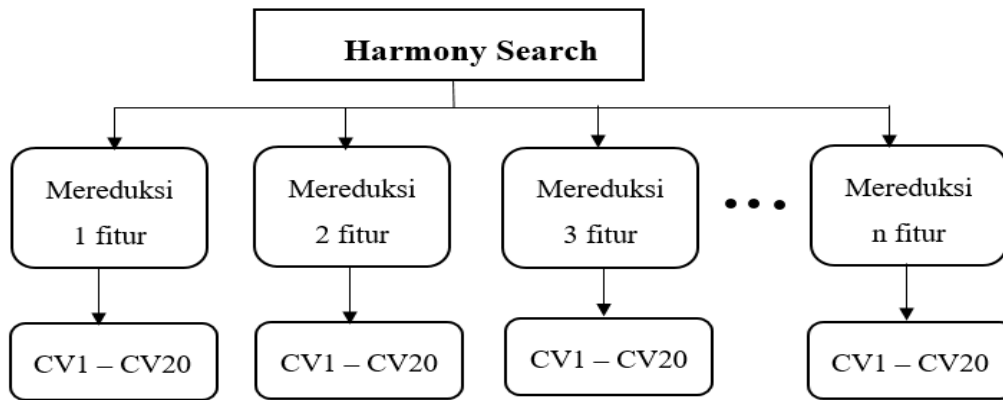 Harmony Search
Mereduksi
1 fitur
Mereduksi
2 fitur
Mereduksi
3 fitur
...
Mereduksi
n fitur
CV1 – CV20
CV1 – CV20
CV1 – CV20
CV1 – CV20